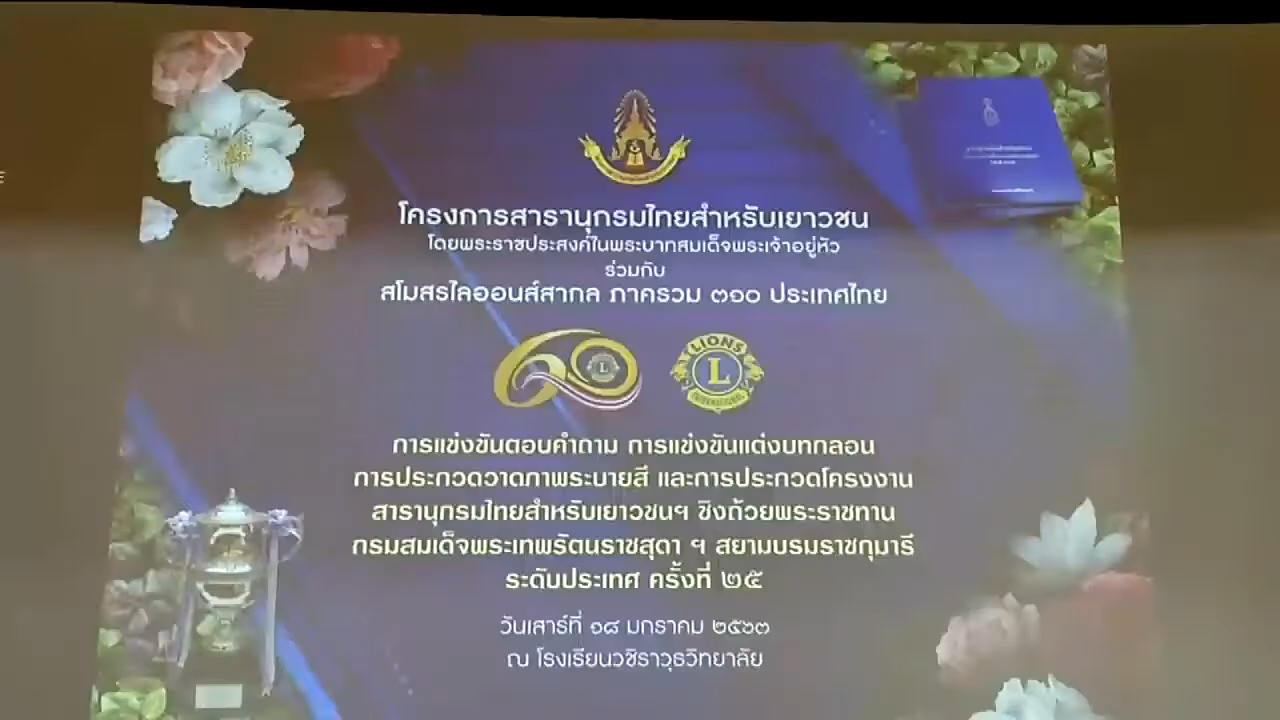 โครงการสารานุกรมไทยสำหรับเยาวชน
โดยพระราชประสงค์ในพระบาทสมเด็จพระเจ้าอยู่หัว
ร่วมกับ
สโมสรไลออนส์สากล ภาครวม ๓๑๐ ประเทศไทย
๖๐ L
LIONS
L
INTERNATIONAL
การแข่งขันตอบคำถาม การแข่งขันแต่งบทกลอน
การประกวดวาดภาพระบายสี และการประกวดโครงงาน
สารานุกรมไทยสำหรับเยาวชนฯ ชิงถ้วยพระราชทาน
กรมสมเด็จพระเทพรัตนราชสุดา ฯ สยามบรมราชกุมารี
ระดับประเทศ ครั้งที่ ๒๕
วันเสาร์ที่ ๑๘ มกราคม ๒๕๖๓
ณ โรงเรียนวชิราวุธวิทยาลัย